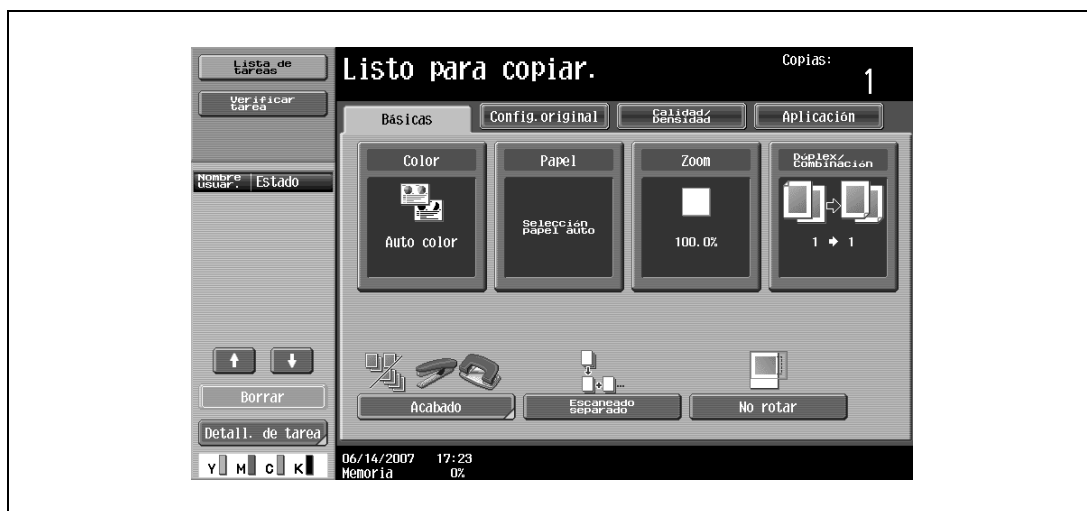 Lista de
tareas
Verificar
tarea
Nombre
usuar.
Estado
Borrar
Detall. de tarea
Y M C K
Listo para copiar.
Copias:
1
Básicas
Config.original
Calidad/
Densidad
Aplicación
Color
Auto color
Papel
Selección
papel auto
Zoom
100.0%
Dúplex/
Combinación
1 → 1
Acabado
Escaneado
separado
No rotar
06/14/2007 17:23
Memoria 0%